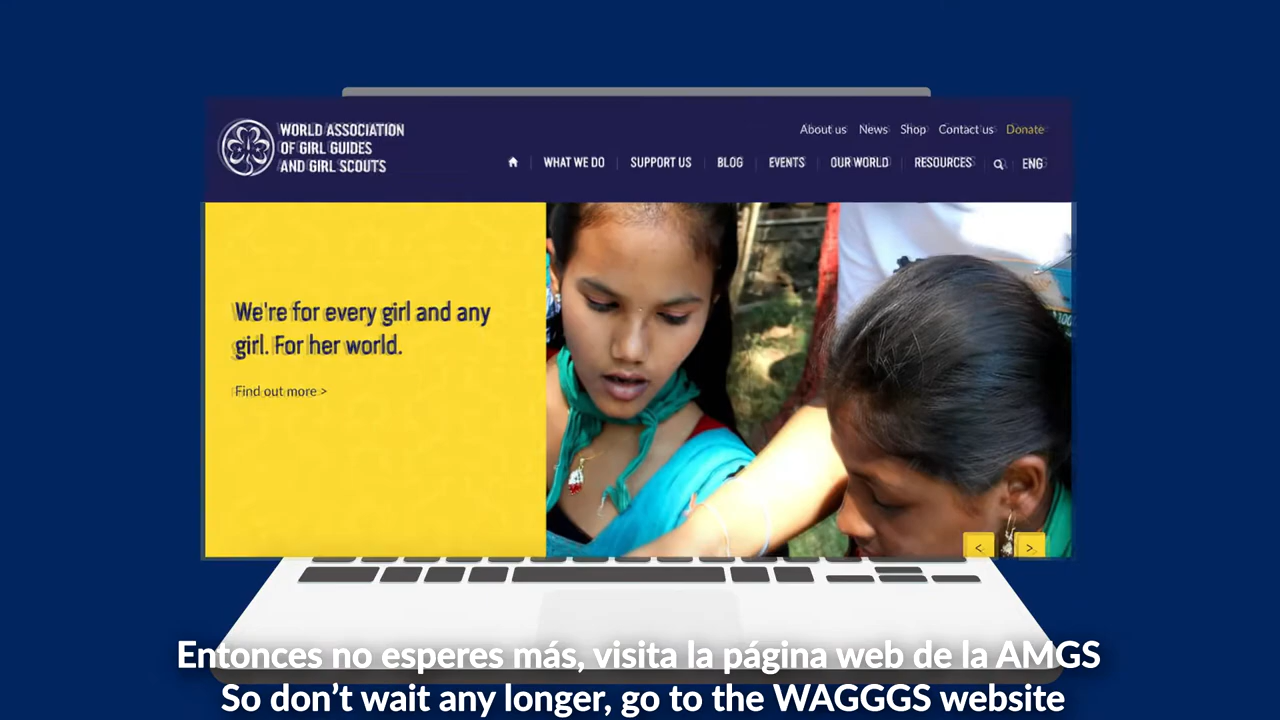 WORLD ASSOCIATION
OF GIRL GUIDES
AND GIRL SCOUTS
About us News Shop Contact us Donate
WHAT WE DO | SUPPORT US | BLOG | EVENTS | OUR WORLD | RESOURCES | ENG
We're for every girl and any
girl. For her world.
Find out more >
< >
Entonces no esperes más, visita la página web de la AMGS
So don't wait any longer, go to the WAGGGS website